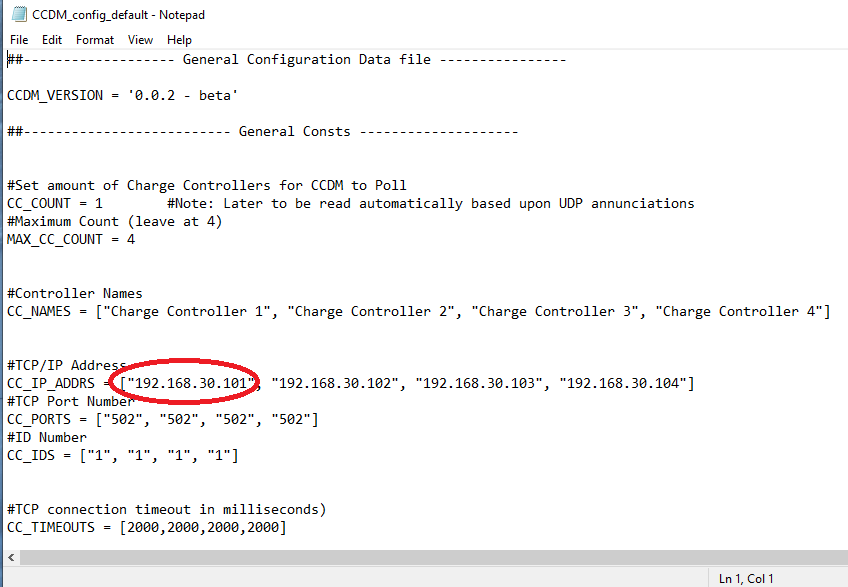 CCDM_config_default - Notepad
File Edit Format View Help
##------------------- General Configuration Data file ----------------
CCDM_VERSION = '0.0.2 - beta'
##-------------------------- General Consts --------------------
#Set amount of Charge Controllers for CCDM to Poll
CC_COUNT = 1        #Note: Later to be read automatically based upon UDP annunciations
#Maximum Count (leave at 4)
MAX_CC_COUNT = 4
#Controller Names
CC_NAMES = ["Charge Controller 1", "Charge Controller 2", "Charge Controller 3", "Charge Controller 4"]
#TCP/IP Address
CC_IP_ADDRS = ["192.168.30.101", "192.168.30.102", "192.168.30.103", "192.168.30.104"]
#TCP Port Number
CC_PORTS = ["502", "502", "502", "502"]
#ID Number
CC_IDS = ["1", "1", "1", "1"]
#TCP connection timeout in milliseconds)
CC_TIMEOUTS = [2000,2000,2000,2000]
Ln 1, Col 1